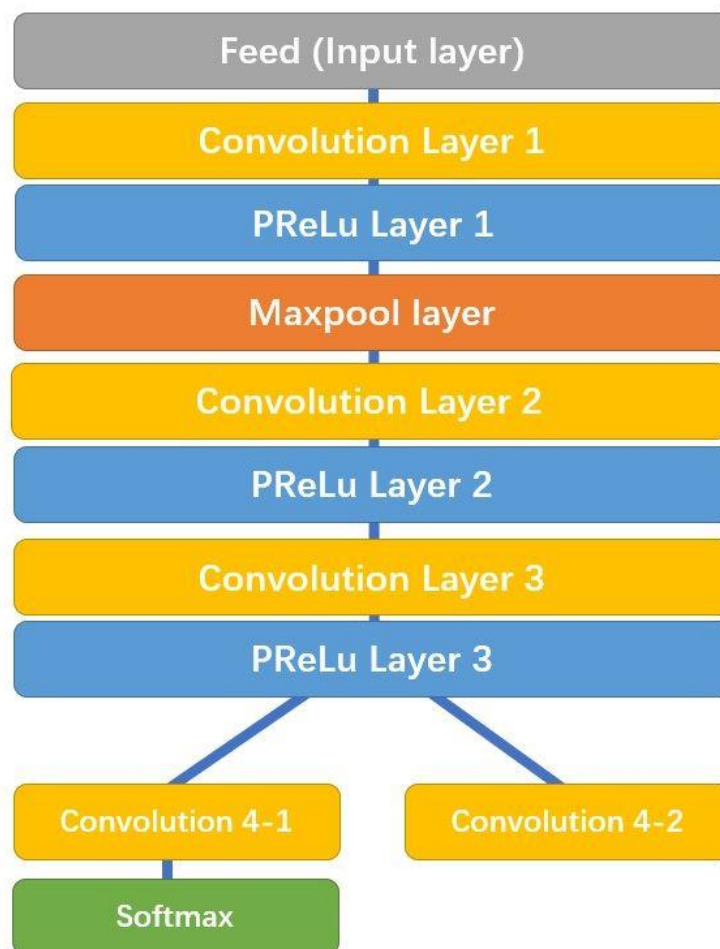 Feed (Input layer)
Convolution Layer 1
PReLu Layer 1
Maxpool layer
Convolution Layer 2
PReLu Layer 2
Convolution Layer 3
PReLu Layer 3
Convolution 4-1
Convolution 4-2
Softmax